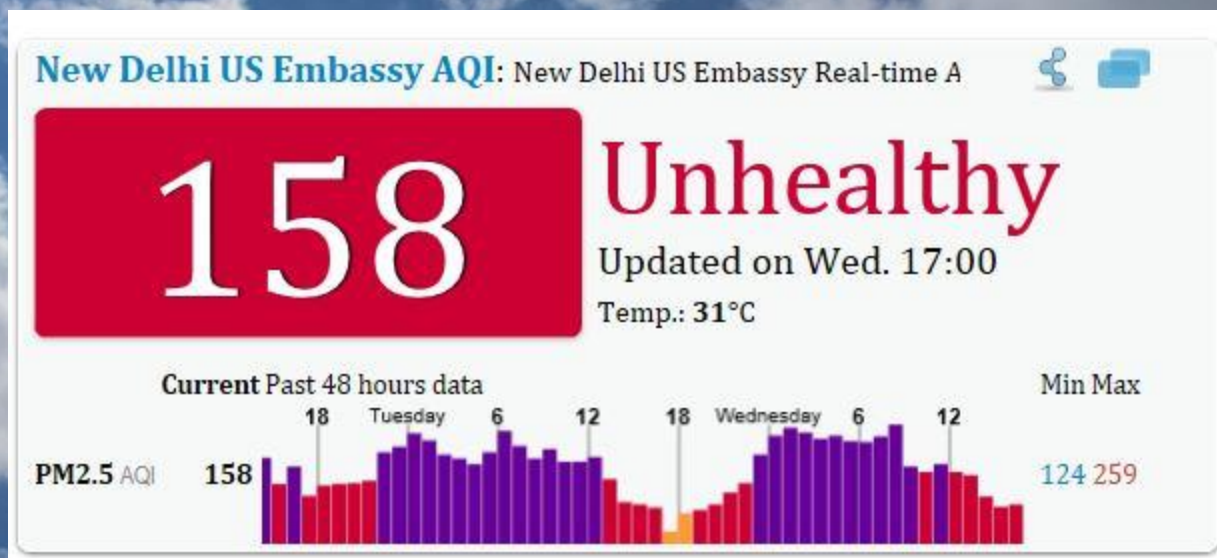 New Delhi US Embassy AQI: New Delhi US Embassy Real-time A
158
Unhealthy
Updated on Wed. 17:00
Temp.: 31°C
Current Past 48 hours data Min Max
18 Tuesday 6 12 18 Wednesday 6 12
PM2.5 AQI 158 124 259